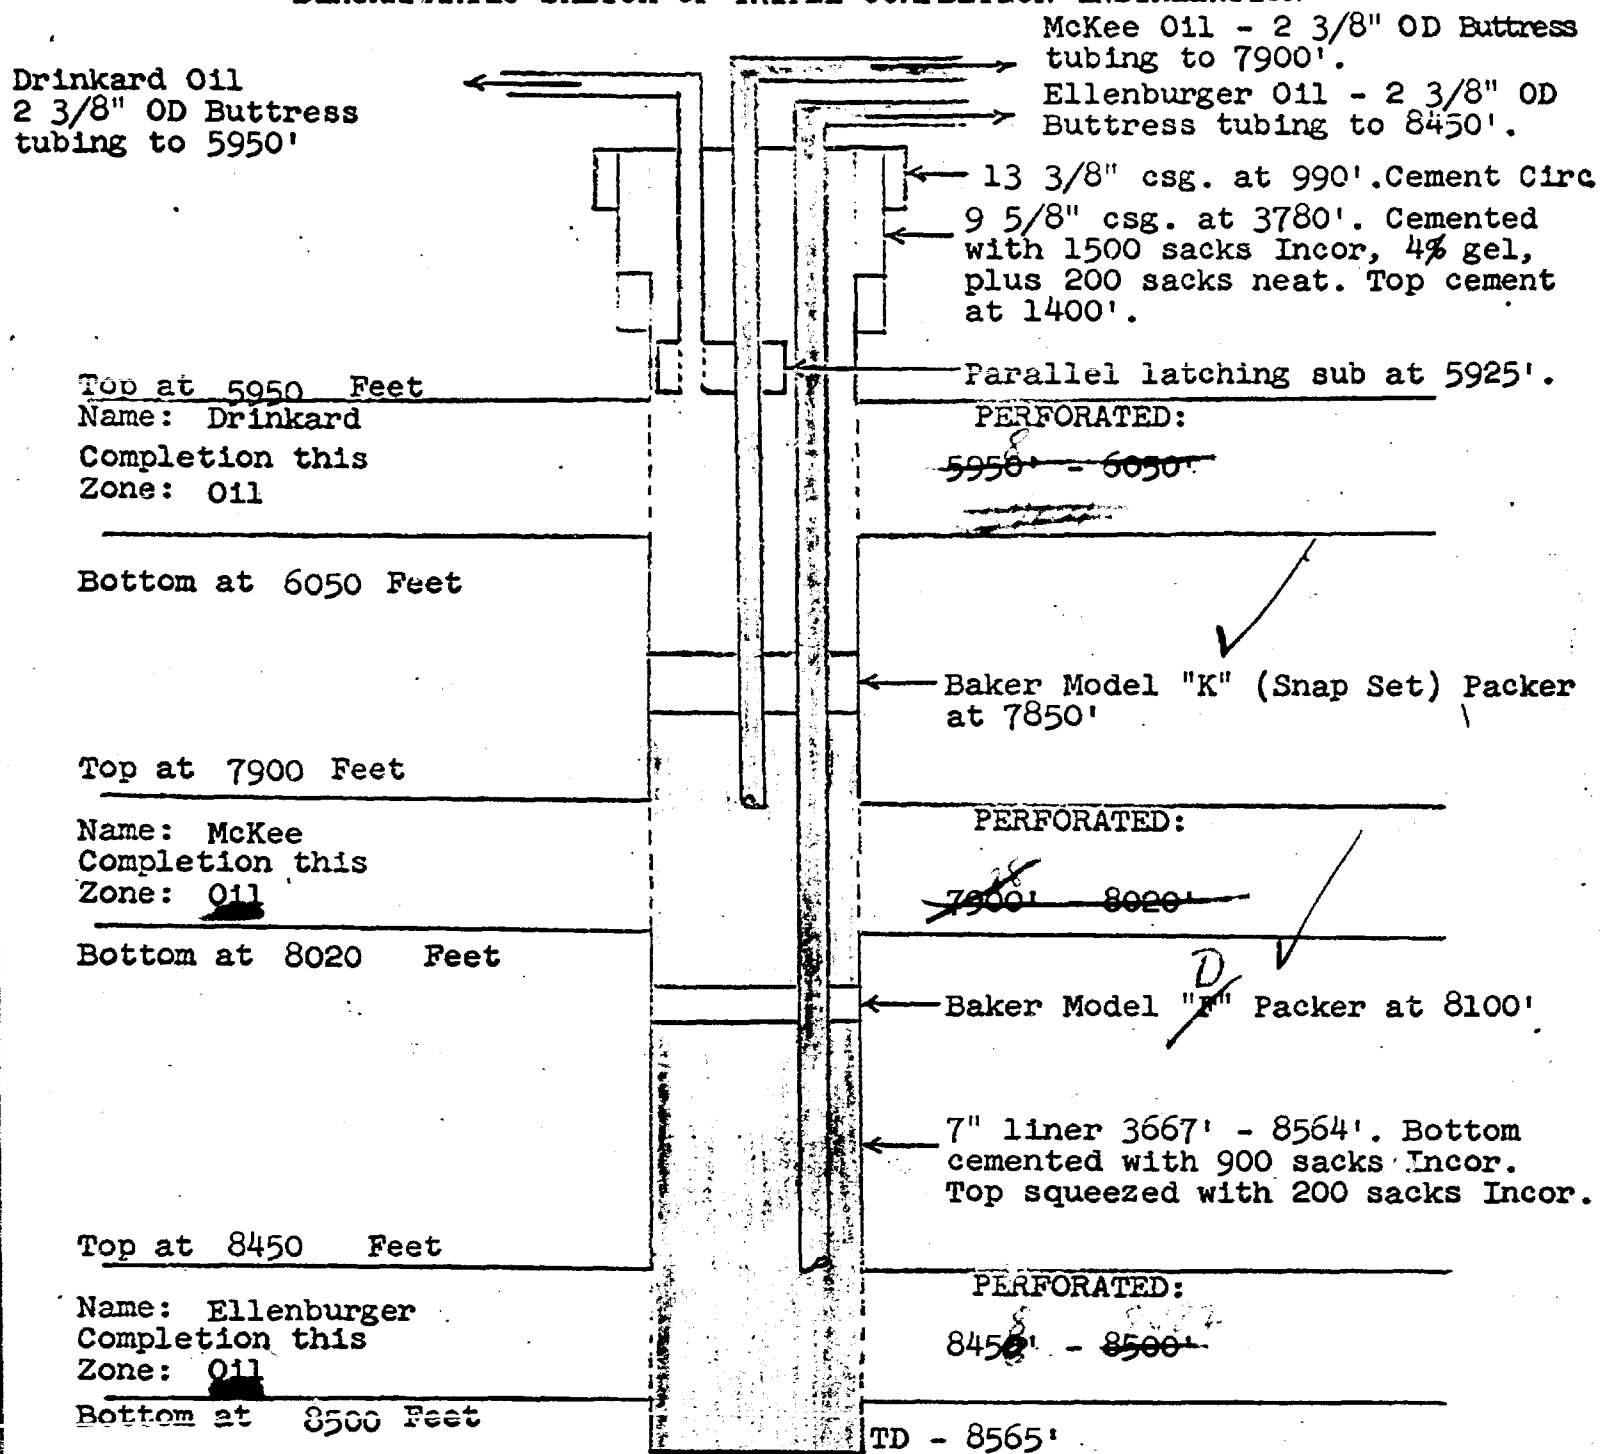 McKee Oil - 2 3/8" OD Buttress
tubing to 7900'.
Drinkard Oil
2 3/8" OD Buttress
tubing to 5950'
Ellenburger Oil - 2 3/8" OD
Buttress tubing to 8450'.
13 3/8" csg. at 990'.Cement Circ
9 5/8" csg. at 3780'. Cemented
with 1500 sacks Incor, 4% gel,
plus 200 sacks neat. Top cement
at 1400'.
Parallel latching sub at 5925'.
Top at 5950 Feet
Name: Drinkard
Completion this
Zone: Oil
PERFORATED:
5950' - 6050'
Bottom at 6050 Feet
Baker Model "K" (Snap Set) Packer
at 7850'
Top at 7900 Feet
Name: McKee
Completion this
Zone: Oil
PERFORATED:
7900' - 8020'
Bottom at 8020 Feet
D
Baker Model "F" Packer at 8100'
7" liner 3667' - 8564'. Bottom
cemented with 900 sacks Incor.
Top squeezed with 200 sacks Incor.
Top at 8450 Feet
Name: Ellenburger
Completion this
Zone: Oil
PERFORATED:
8
8450' - 8500'
Bottom at 8500 Feet
TD - 8565'